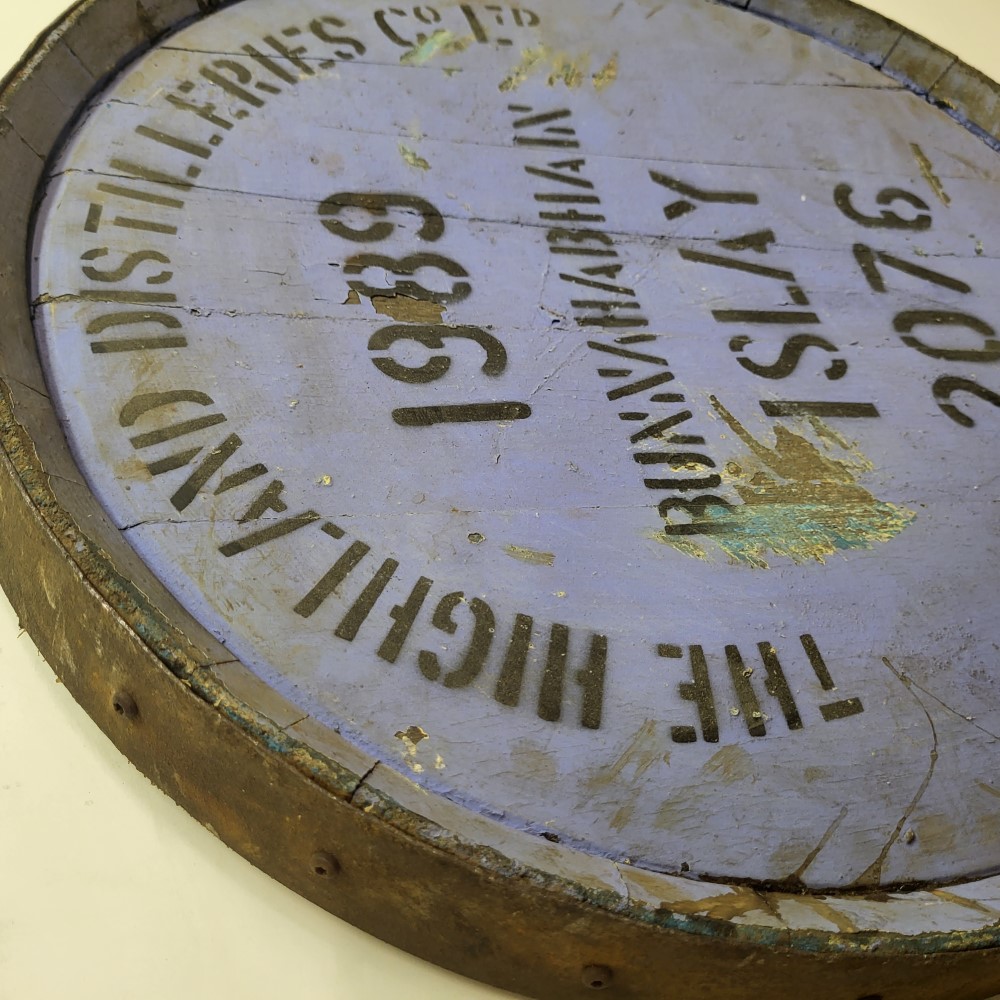 THE HIGHLAND DISTILLERIES Cº LTD
1989
BUNNAHABHAIN
ISLAY
2076